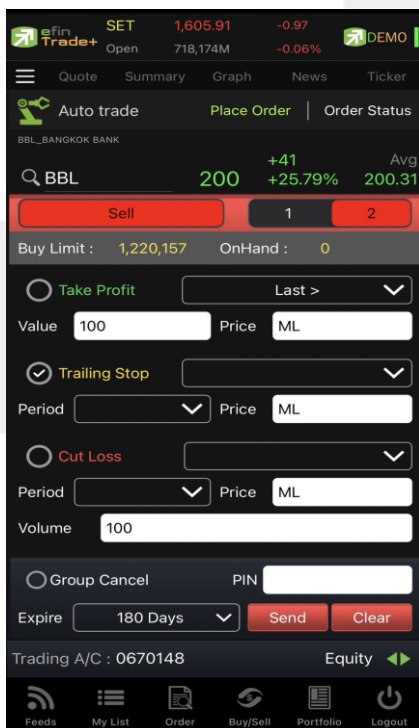 efin Trade+ SET 1,605.91 -0.97 DEMO
Open 718,174M -0.06%
Quote Summary Graph News Ticker
Auto trade Place Order | Order Status
BBL_BANGKOK BANK
BBL 200 +41 +25.79% Avg 200.31
Sell 1 2
Buy Limit : 1,220,157 OnHand : 0
Take Profit Last >
Value 100 Price ML
Trailing Stop
Period Price ML
Cut Loss
Period Price ML
Volume 100
Group Cancel PIN
Expire 180 Days Send Clear
Trading A/C : 0670148 Equity
Feeds My List Order Buy/Sell Portfolio Logout